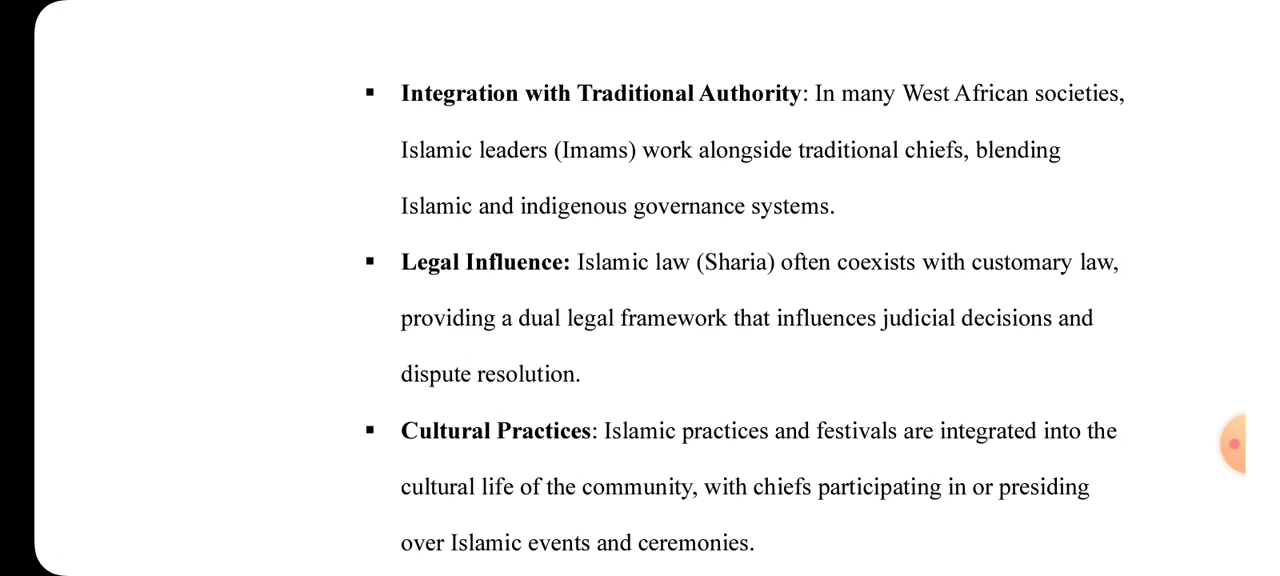 ▪ Integration with Traditional Authority: In many West African societies,
Islamic leaders (Imams) work alongside traditional chiefs, blending
Islamic and indigenous governance systems.
▪ Legal Influence: Islamic law (Sharia) often coexists with customary law,
providing a dual legal framework that influences judicial decisions and
dispute resolution.
▪ Cultural Practices: Islamic practices and festivals are integrated into the
cultural life of the community, with chiefs participating in or presiding
over Islamic events and ceremonies.